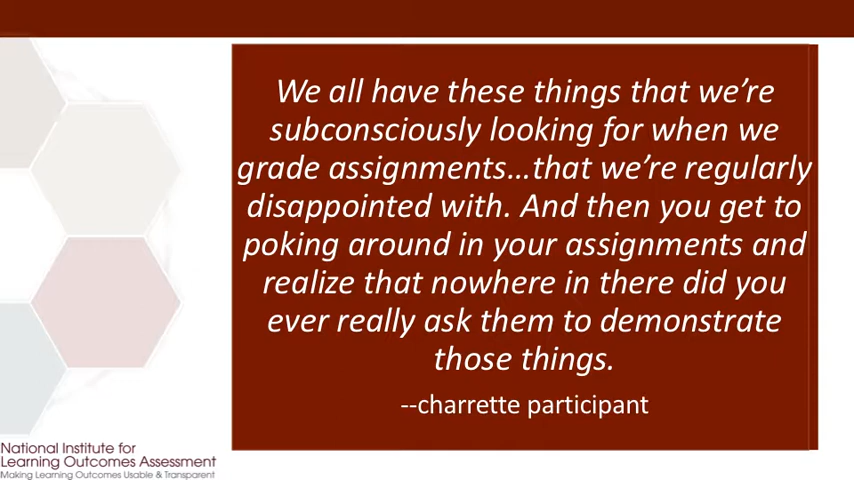 We all have these things that we’re
subconsciously looking for when we
grade assignments…that we’re regularly
disappointed with. And then you get to
poking around in your assignments and
realize that nowhere in there did you
ever really ask them to demonstrate
those things.
--charrette participant
National Institute for
Learning Outcomes Assessment
Making Learning Outcomes Usable & Transparent